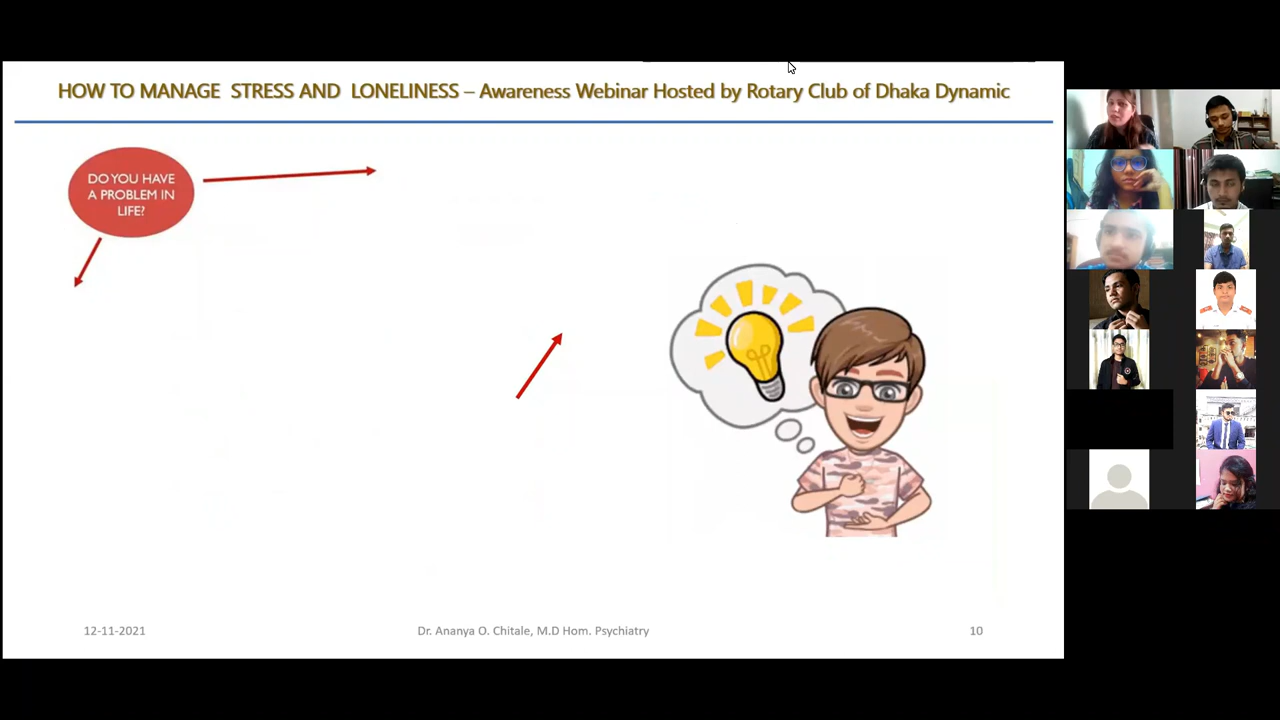 HOW TO MANAGE STRESS AND LONELINESS – Awareness Webinar Hosted by Rotary Club of Dhaka Dynamic
DO YOU HAVE
A PROBLEM IN
LIFE?
12-11-2021
Dr. Ananya O. Chitale, M.D Hom. Psychiatry
10